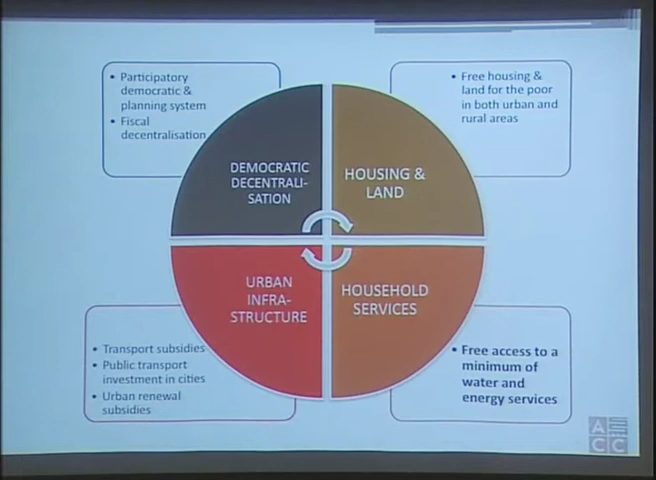 • Participatory
democratic &
planning system
• Fiscal
decentralisation
• Free housing &
land for the poor
in both urban and
rural areas
DEMOCRATIC
DECENTRALI-
SATION
HOUSING &
LAND
URBAN
INFRA-
STRUCTURE
HOUSEHOLD
SERVICES
• Transport subsidies
• Public transport
investment in cities
• Urban renewal
subsidies
• Free access to a
minimum of
water and
energy services
A
C C